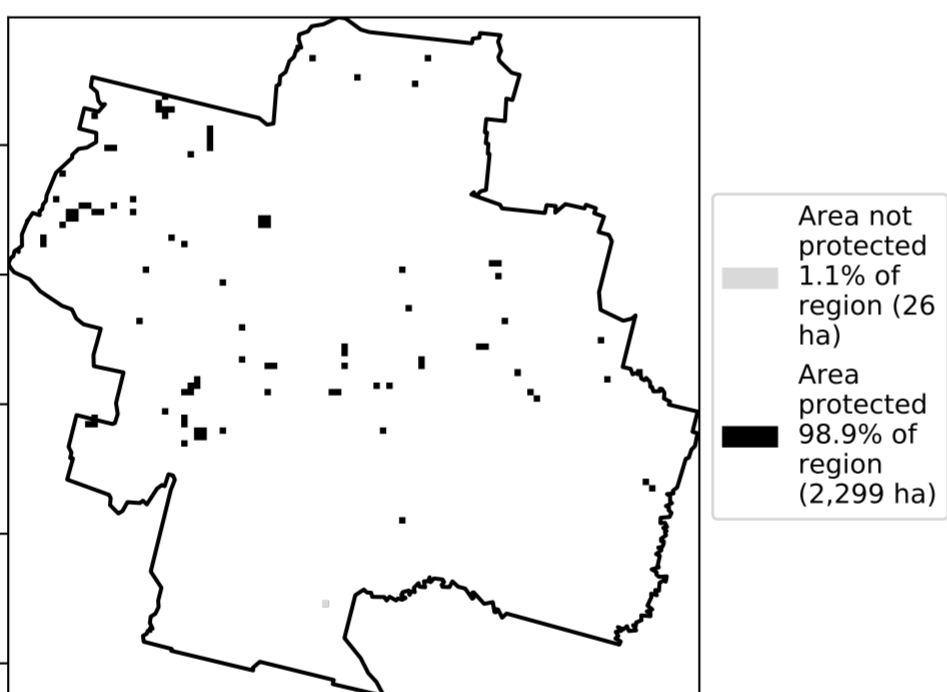 Area not
protected
1.1% of
region (26
ha)
Area
protected
98.9% of
region
(2,299 ha)